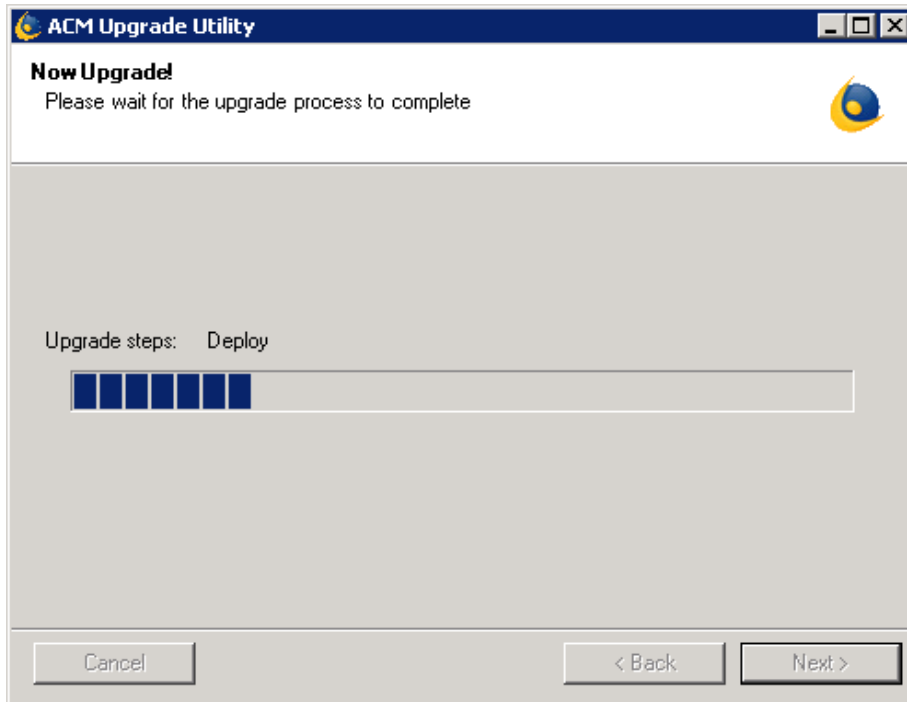 ACM Upgrade Utility
Now Upgrade!
Please wait for the upgrade process to complete
Upgrade steps: Deploy
Cancel
< Back
Next >